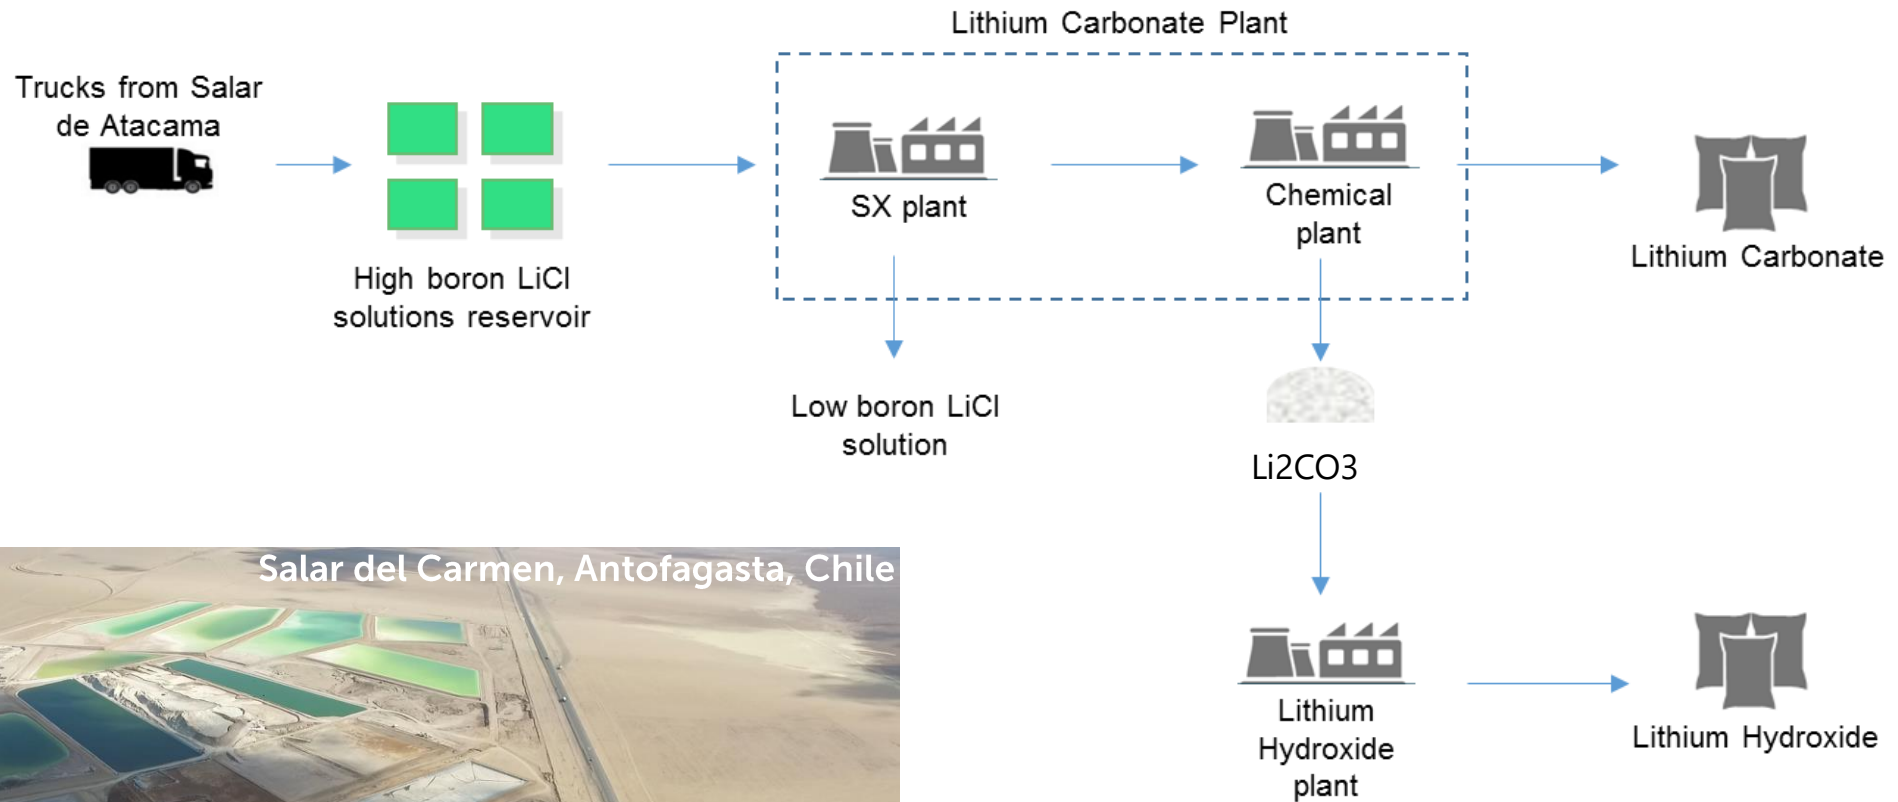 Lithium Carbonate Plant
Trucks from Salar
de Atacama
High boron LiCl
solutions reservoir
SX plant
Chemical
plant
Lithium Carbonate
Low boron LiCl
solution
Li2CO3
Salar del Carmen, Antofagasta, Chile
Lithium
Hydroxide
plant
Lithium Hydroxide